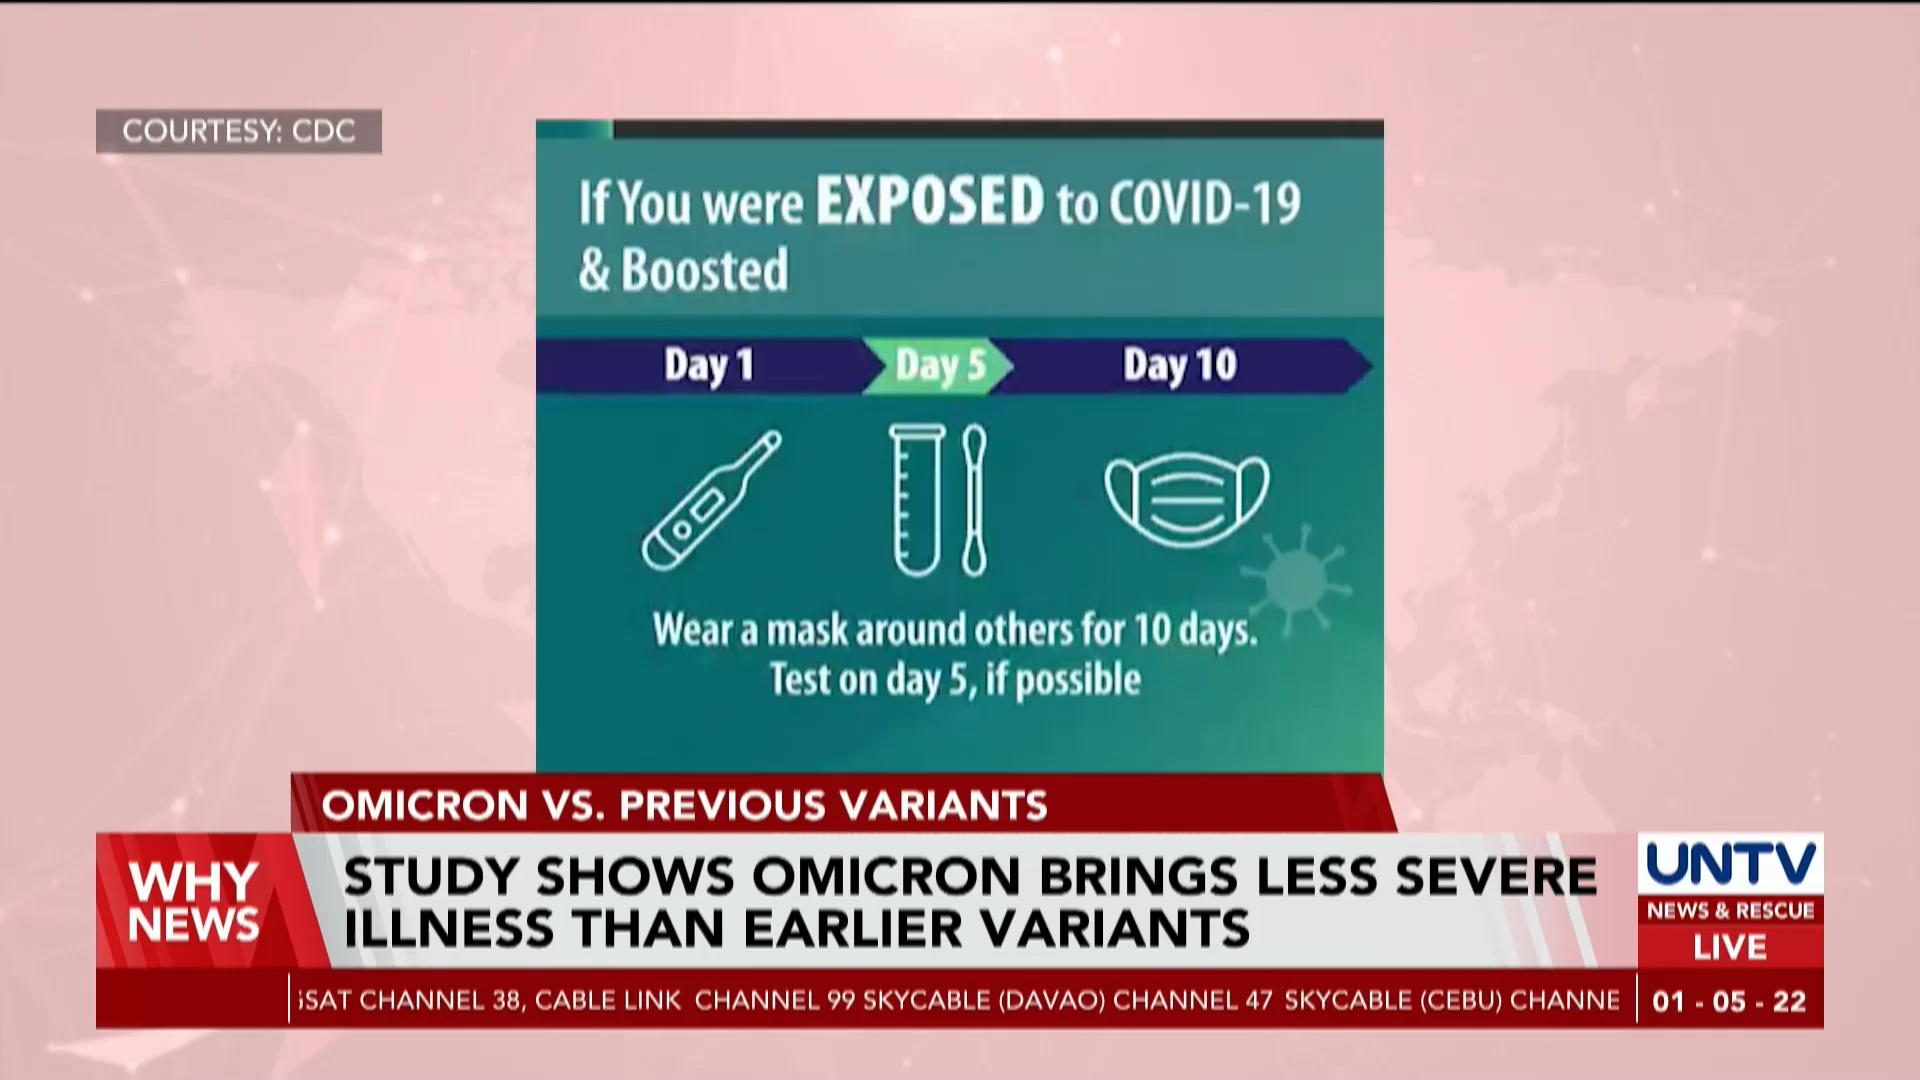 COURTESY: CDC
If You were EXPOSED to COVID-19
& Boosted
Day 1
Day 5
Day 10
Wear a mask around others for 10 days.
Test on day 5, if possible
OMICRON VS. PREVIOUS VARIANTS
WHY
NEWS
STUDY SHOWS OMICRON BRINGS LESS SEVERE
ILLNESS THAN EARLIER VARIANTS
UNTV
NEWS & RESCUE
LIVE
CHANNEL 38, CABLE LINK CHANNEL 99 SKYCABLE (DAVAO) CHANNEL 47 SKYCABLE (CEBU) CHANNE
01 - 05 - 22